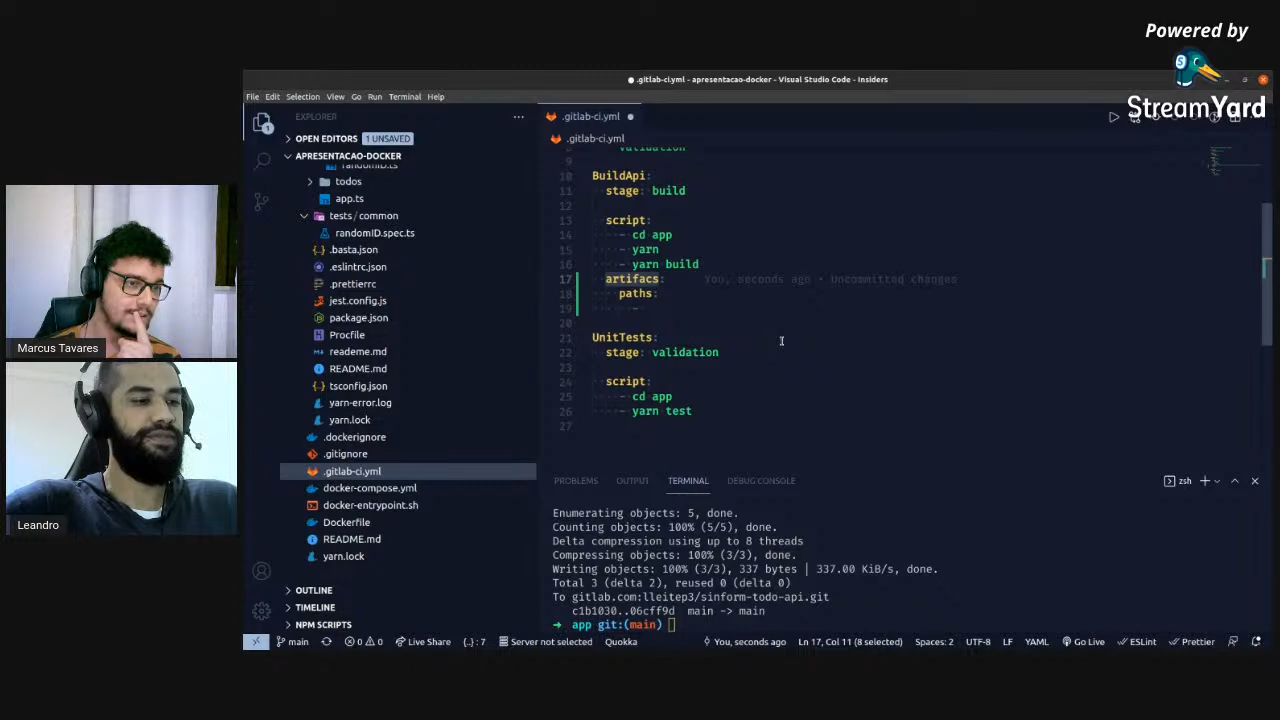 Powered by
StreamYard
.gitlab-ci.yml - apresentacao-docker - Visual Studio Code - Insiders
File Edit Selection View Go Run Terminal Help
EXPLORER
OPEN EDITORS 1 UNSAVED
APRESENTACAO-DOCKER
randomID.ts
todos
app.ts
tests / common
randomID.spec.ts
.basta.json
.eslintrc.json
.prettierrc
jest.config.js
package.json
Procfile
reademe.md
README.md
tsconfig.json
yarn-error.log
yarn.lock
.dockerignore
.gitignore
.gitlab-ci.yml
docker-compose.yml
docker-entrypoint.sh
Dockerfile
README.md
yarn.lock
OUTLINE
TIMELINE
NPM SCRIPTS
.gitlab-ci.yml
.gitlab-ci.yml
validation
9
10 BuildApi:
11 stage: build
12
13 script:
14 - cd app
15 - yarn
16 - yarn build
17 artifacs: You, seconds ago • Uncommitted changes
18 paths:
19 -
20
21 UnitTests:
22 stage: validation
23
24 script:
25 - cd app
26 - yarn test
27
PROBLEMS OUTPUT TERMINAL DEBUG CONSOLE
zsh
Enumerating objects: 5, done.
Counting objects: 100% (5/5), done.
Delta compression using up to 8 threads
Compressing objects: 100% (3/3), done.
Writing objects: 100% (3/3), 337 bytes | 337.00 KiB/s, done.
Total 3 (delta 2), reused 0 (delta 0)
To gitlab.com:lleitep3/sinform-todo-api.git
c1b1030..06cff9d main -> main
→ app git:(main)
main 0 0 Live Share {..} : 7 Server not selected Quokka You, seconds ago Ln 17, Col 11 (8 selected) Spaces: 2 UTF-8 LF YAML Go Live ESLint Prettier
Marcus Tavares
Leandro